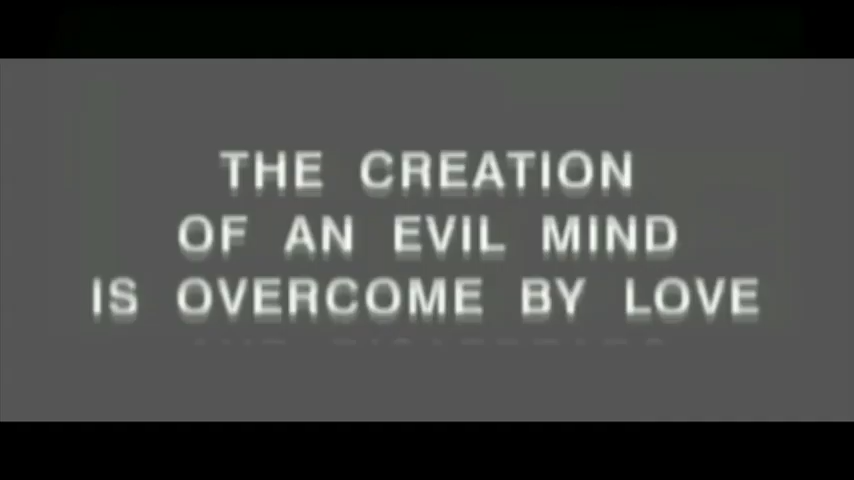 THE CREATION
OF AN EVIL MIND
IS OVERCOME BY LOVE